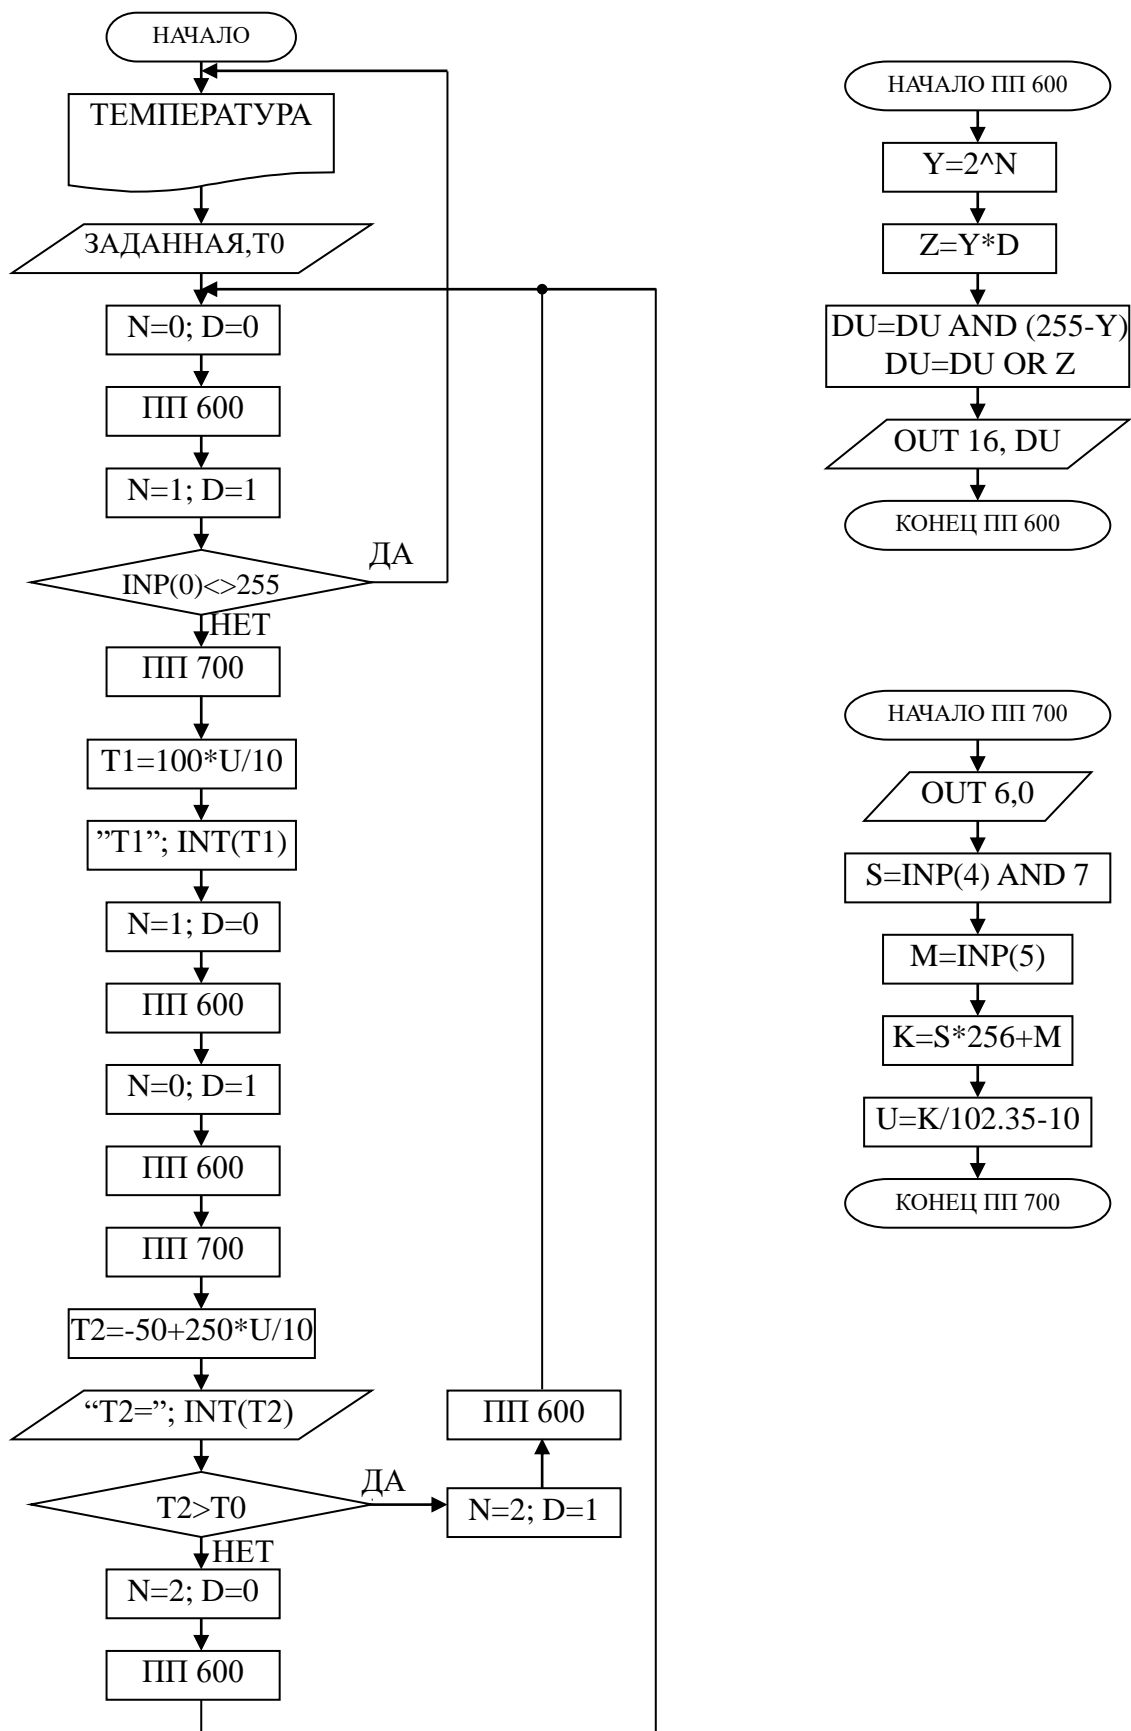 НАЧАЛО
ТЕМПЕРАТУРА
ЗАДАННАЯ,Т0
N=0; D=0
ПП 600
N=1; D=1
INP(0)<>255
ДА
НЕТ
ПП 700
T1=100*U/10
”T1”; INT(T1)
N=1; D=0
ПП 600
N=0; D=1
ПП 600
ПП 700
T2=-50+250*U/10
“T2=”; INT(T2)
T2>T0
ДА
НЕТ
N=2; D=0
ПП 600
ПП 600
N=2; D=1
НАЧАЛО ПП 600
Y=2^N
Z=Y*D
DU=DU AND (255-Y)
DU=DU OR Z
OUT 16, DU
КОНЕЦ ПП 600
НАЧАЛО ПП 700
OUT 6,0
S=INP(4) AND 7
M=INP(5)
K=S*256+M
U=K/102.35-10
КОНЕЦ ПП 700